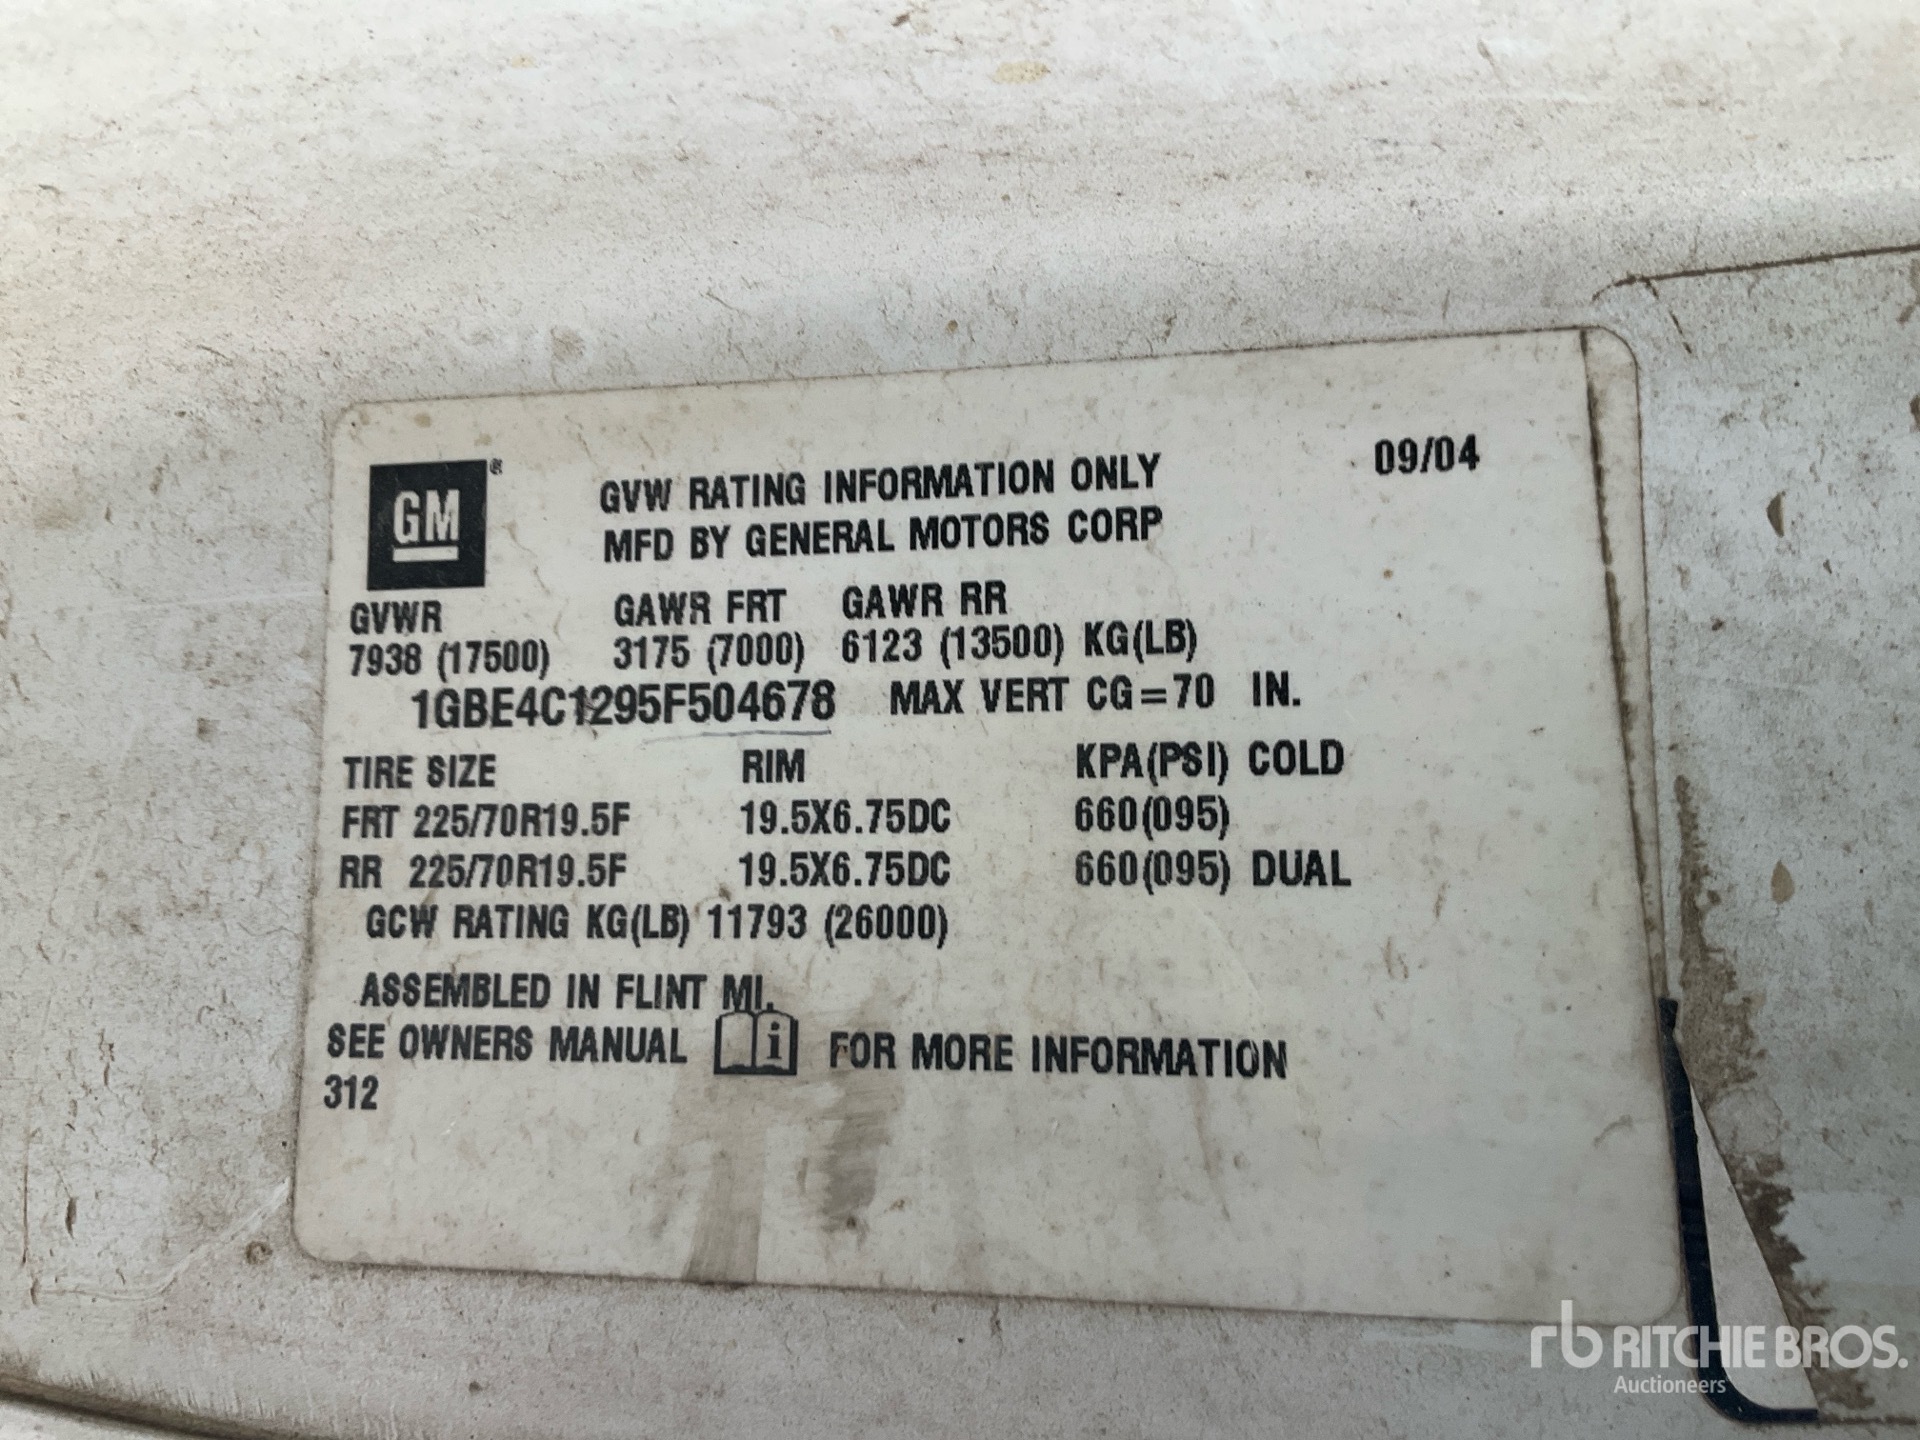 GM®
GVW RATING INFORMATION ONLY 09/04
MFD BY GENERAL MOTORS CORP
GVWR GAWR FRT GAWR RR
7938 (17500) 3175 (7000) 6123 (13500) KG(LB)
1GBE4C1295F504678 MAX VERT CG=70 IN.
TIRE SIZE RIM KPA(PSI) COLD
FRT 225/70R19.5F 19.5X6.75DC 660(095)
RR 225/70R19.5F 19.5X6.75DC 660(095) DUAL
GCW RATING KG(LB) 11793 (26000)
ASSEMBLED IN FLINT MI.
SEE OWNERS MANUAL i FOR MORE INFORMATION
312
rb RITCHIE BROS.
Auctioneers